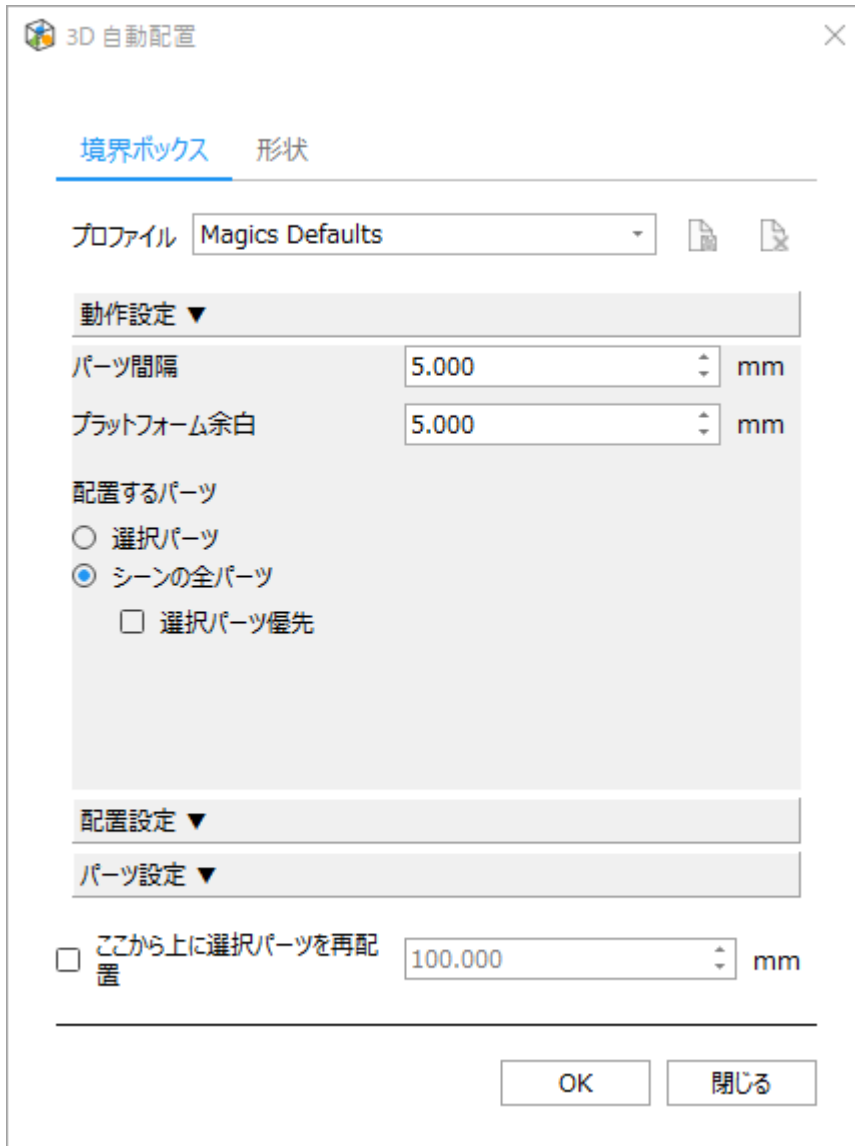 3D 自動配置
境界ボックス 形状
プロファイル Magics Defaults
動作設定 ▼
パーツ間隔 5.000 mm
プラットフォーム余白 5.000 mm
配置するパーツ
選択パーツ
シーンの全パーツ
選択パーツ優先
配置設定 ▼
パーツ設定 ▼
ここから上に選択パーツを再配
置 100.000 mm
OK 閉じる